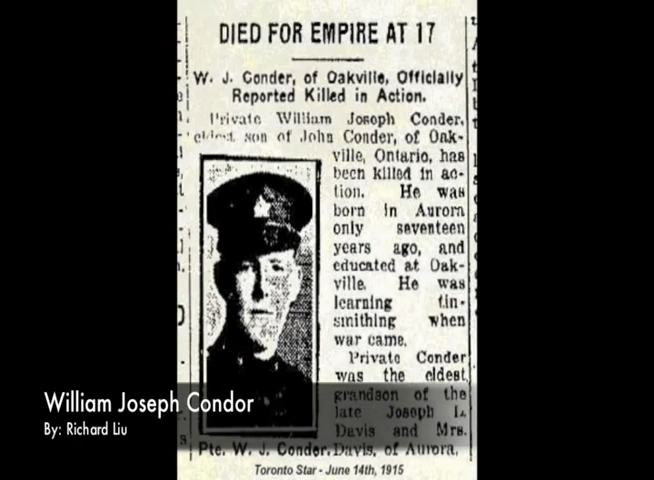 DIED FOR EMPIRE AT 17
W. J. Conder, of Oakville, Officially
Reported Killed in Action.
Private William Joseph Conder,
eldest son of John Conder, of Oak-
ville, Ontario, has
been killed in ac-
tion. He was
born in Aurora
only seventeen
years ago, and
educated at Oak-
ville. He was
learning tin-
smithing when
war came.
Private Conder
was the eldest
grandson of the
late Joseph L.
Davis and Mrs.
Pte. W. J. Conder. Davis, of Aurora.
William Joseph Condor
By: Richard Liu
Toronto Star - June 14th, 1915